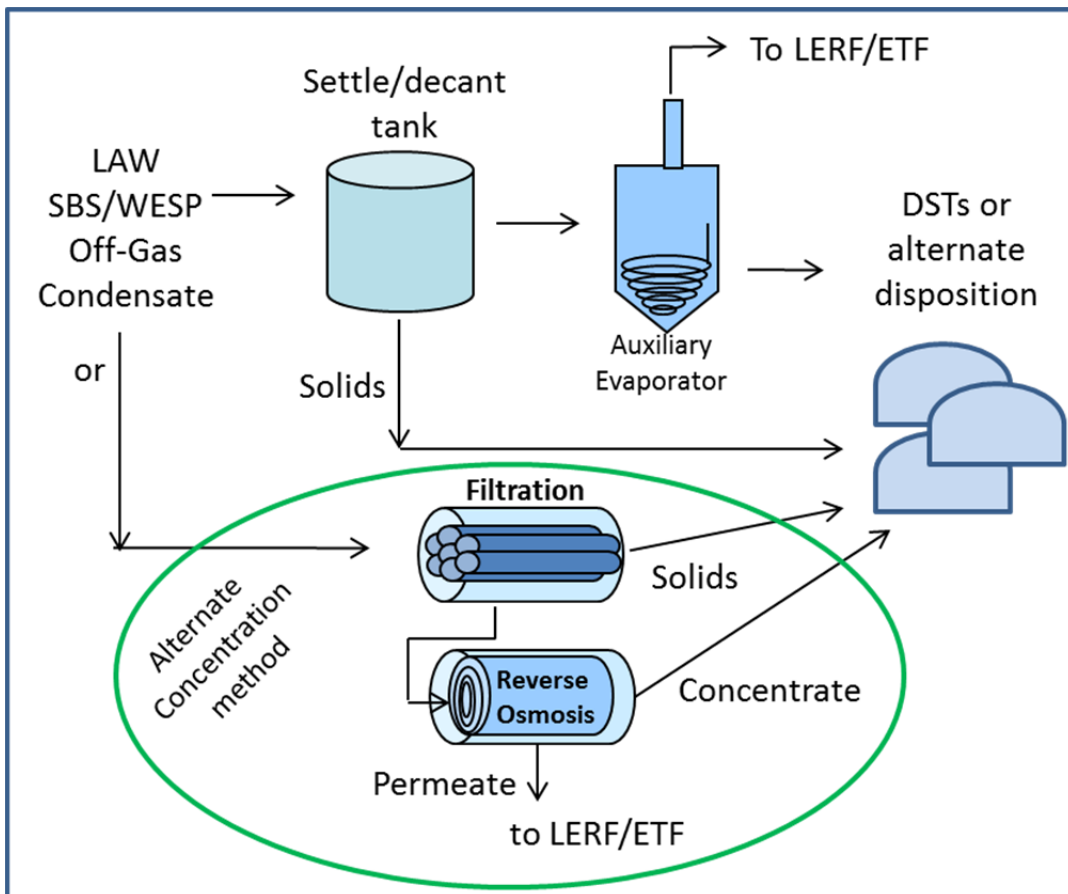 To LERF/ETF
Settle/decant
tank
LAW
SBS/WESP
Off-Gas
Condensate
DSTs or
alternate
disposition
Auxiliary
Evaporator
or
Solids
Filtration
Solids
Alternate
Concentration
method
Reverse
Osmosis
Concentrate
Permeate
to LERF/ETF